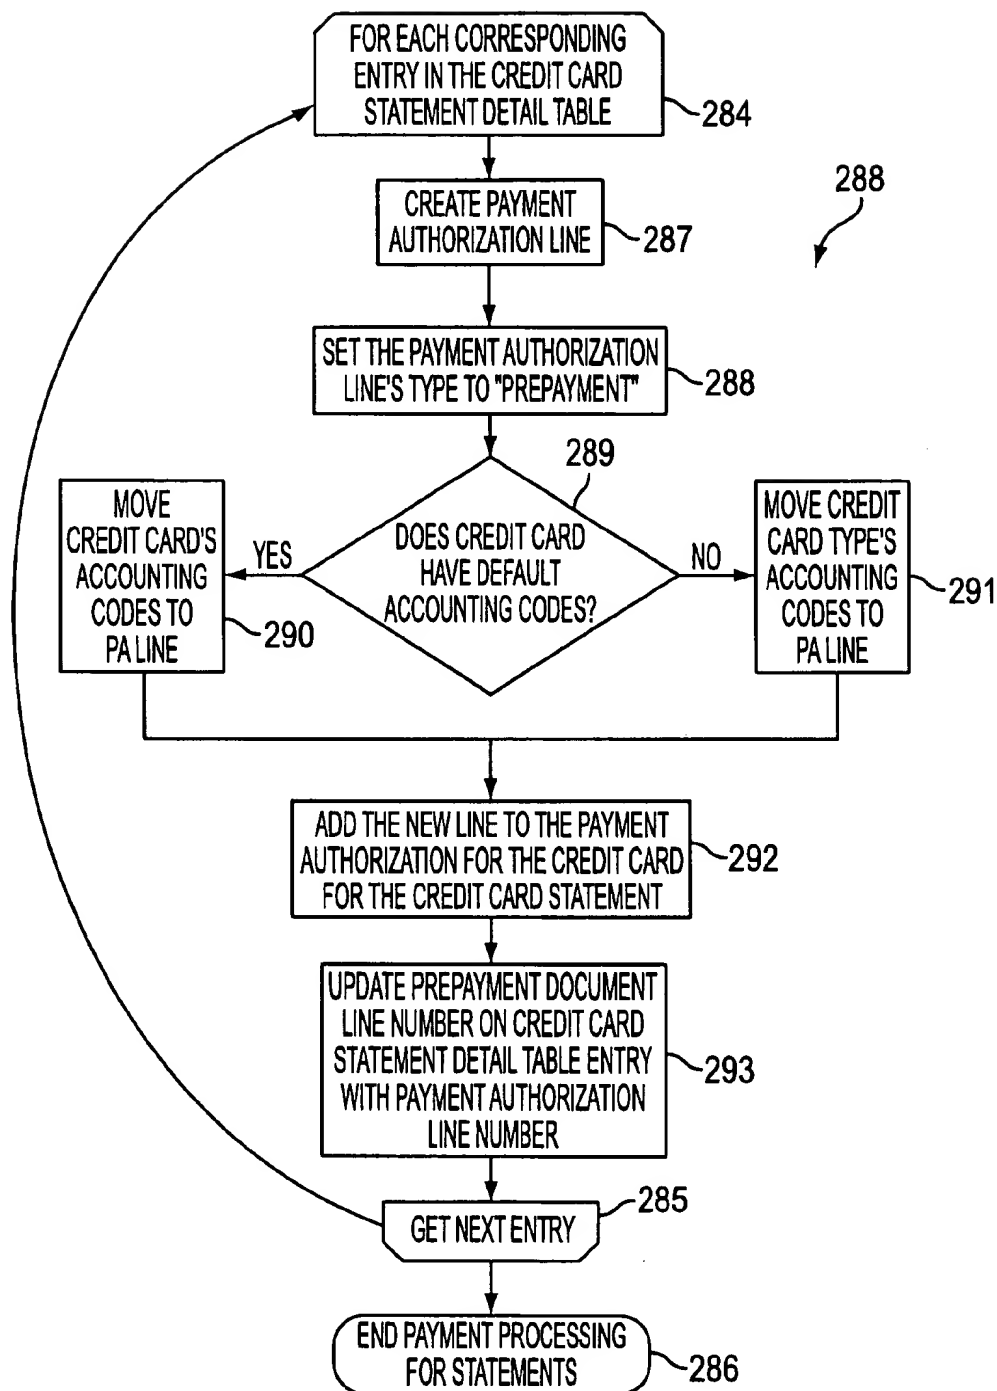 FOR EACH CORRESPONDING
ENTRY IN THE CREDIT CARD
STATEMENT DETAIL TABLE
284
CREATE PAYMENT
AUTHORIZATION LINE
287
288
SET THE PAYMENT AUTHORIZATION
LINE'S TYPE TO "PREPAYMENT"
288
289
DOES CREDIT CARD
HAVE DEFAULT
ACCOUNTING CODES?
YES
NO
MOVE
CREDIT CARD'S
ACCOUNTING
CODES TO
PA LINE
290
MOVE CREDIT
CARD TYPE'S
ACCOUNTING
CODES TO
PA LINE
291
ADD THE NEW LINE TO THE PAYMENT
AUTHORIZATION FOR THE CREDIT CARD
FOR THE CREDIT CARD STATEMENT
292
UPDATE PREPAYMENT DOCUMENT
LINE NUMBER ON CREDIT CARD
STATEMENT DETAIL TABLE ENTRY
WITH PAYMENT AUTHORIZATION
LINE NUMBER
293
GET NEXT ENTRY
285
END PAYMENT PROCESSING
FOR STATEMENTS
286